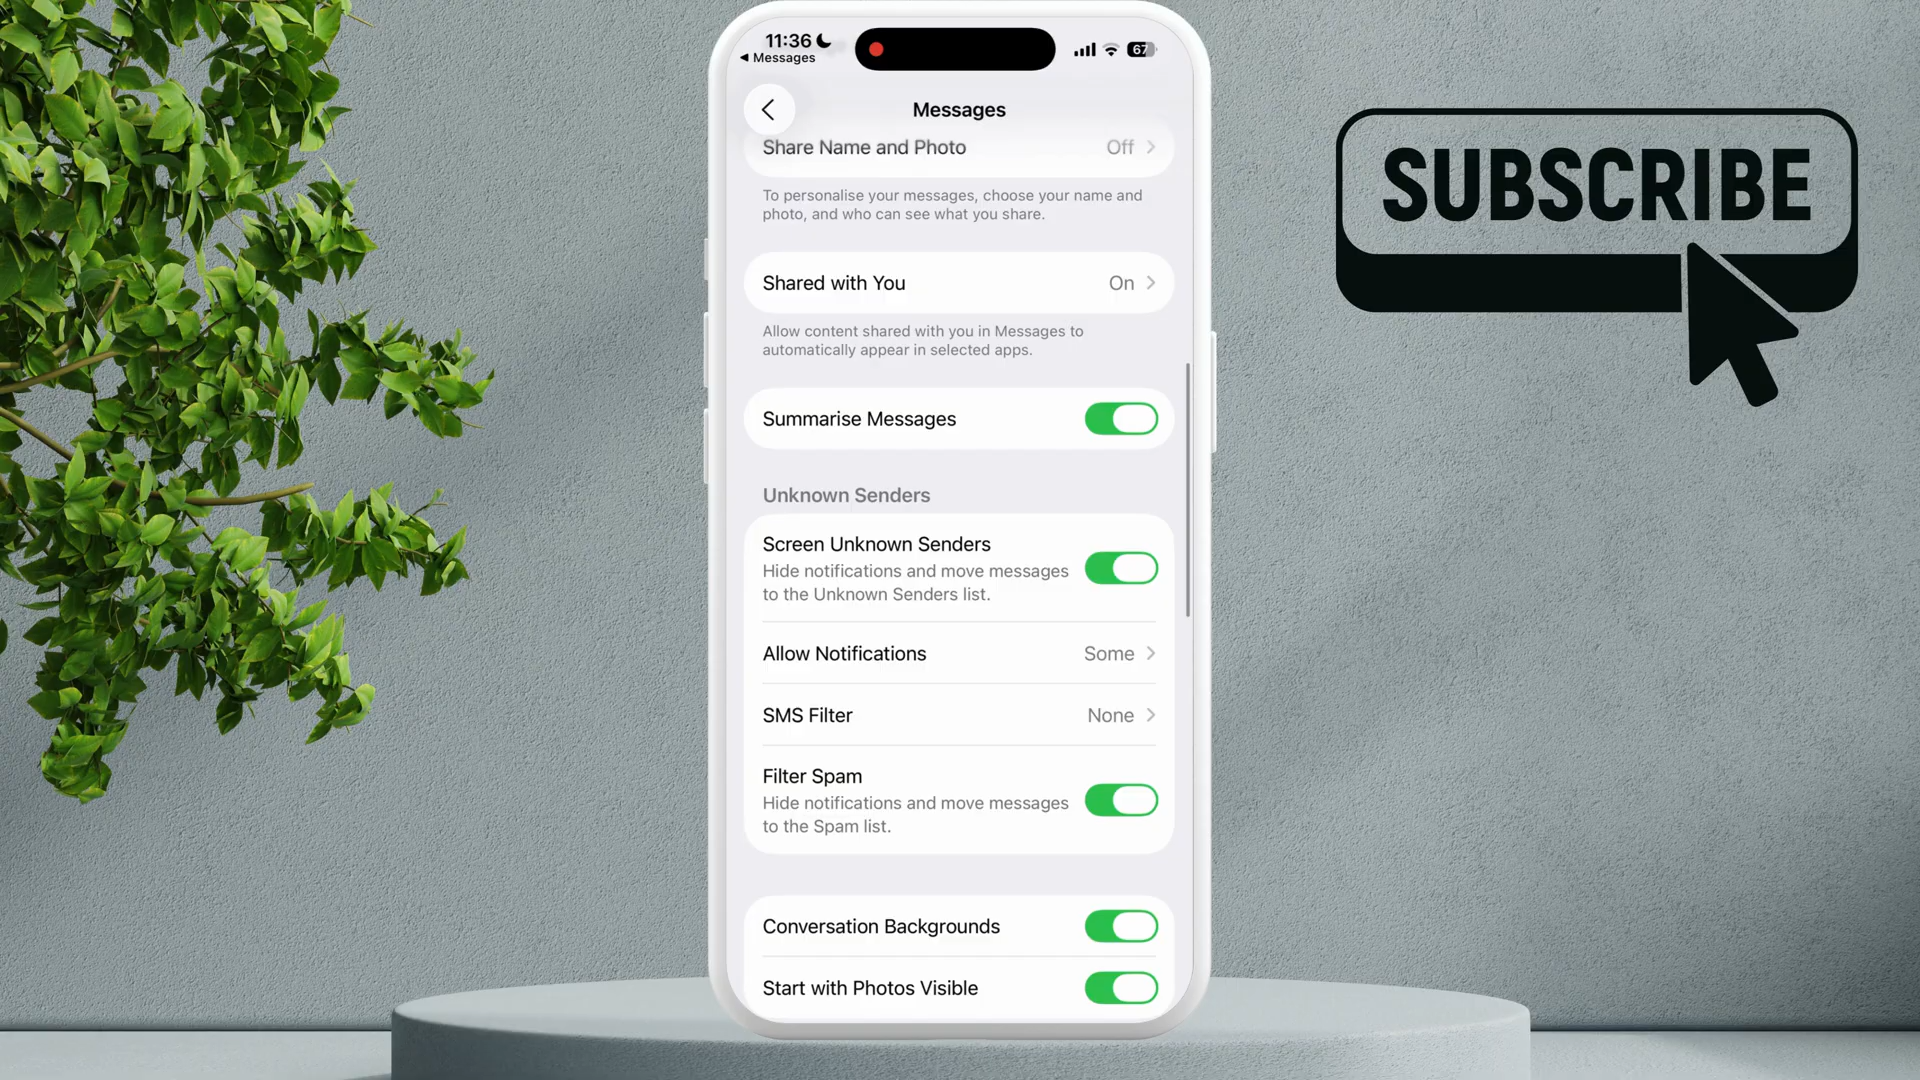 11:36
Messages
67
Messages
Share Name and Photo Off
To personalise your messages, choose your name and
photo, and who can see what you share.
Shared with You On
Allow content shared with you in Messages to
automatically appear in selected apps.
Summarise Messages
Unknown Senders
Screen Unknown Senders
Hide notifications and move messages
to the Unknown Senders list.
Allow Notifications Some
SMS Filter None
Filter Spam
Hide notifications and move messages
to the Spam list.
Conversation Backgrounds
Start with Photos Visible
SUBSCRIBE